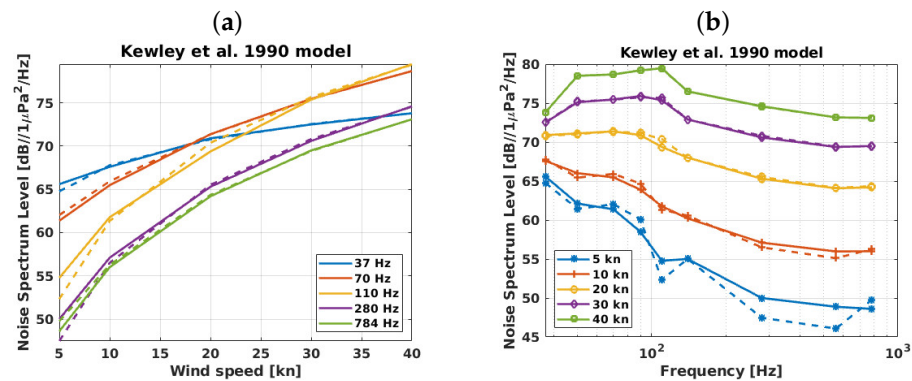 (a)
Kewley et al. 1990 model
Noise Spectrum Level [dB//1μPa²/Hz]
75
70
65
60
55
50
5
10
20
30
40
Wind speed [kn]
37 Hz
70 Hz
110 Hz
280 Hz
784 Hz
(b)
Kewley et al. 1990 model
Noise Spectrum Level [dB//1μPa²/Hz]
80
75
70
65
60
55
50
45
10²
10³
Frequency [Hz]
5 kn
10 kn
20 kn
30 kn
40 kn